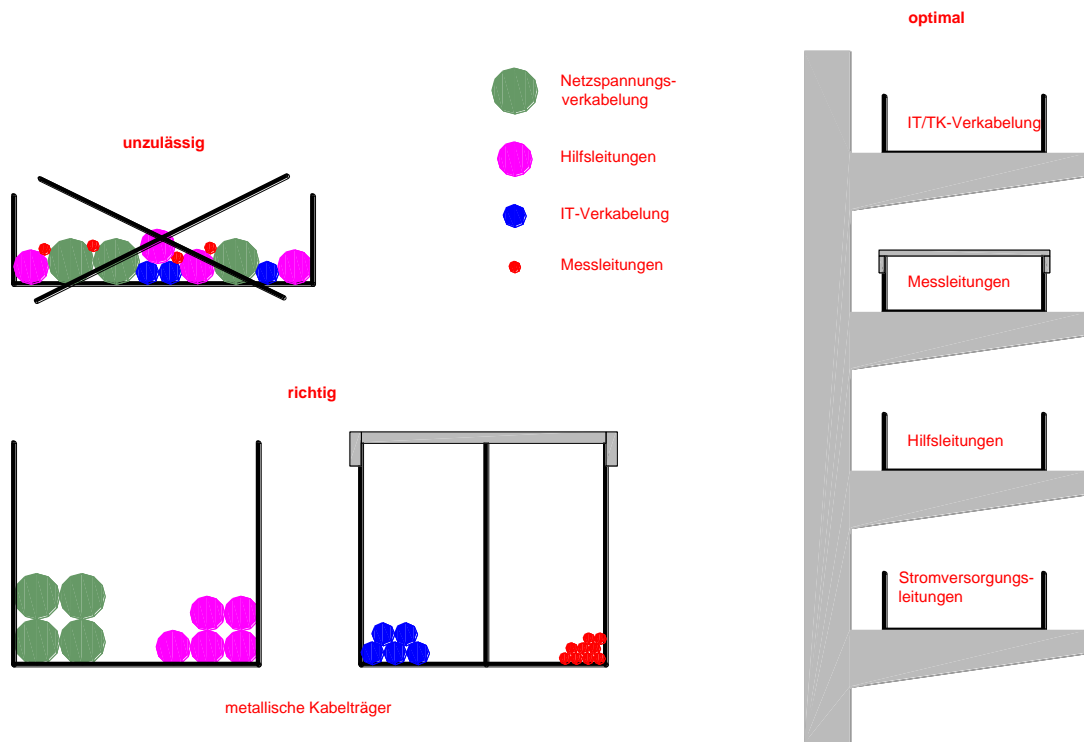 optimal
Netzspannungs-
verkabelung
unzulässig
Hilfsleitungen
IT-Verkabelung
Messleitungen
richtig
metallische Kabelträger
IT/TK-Verkabelung
Messleitungen
Hilfsleitungen
Stromversorgungs-
leitungen